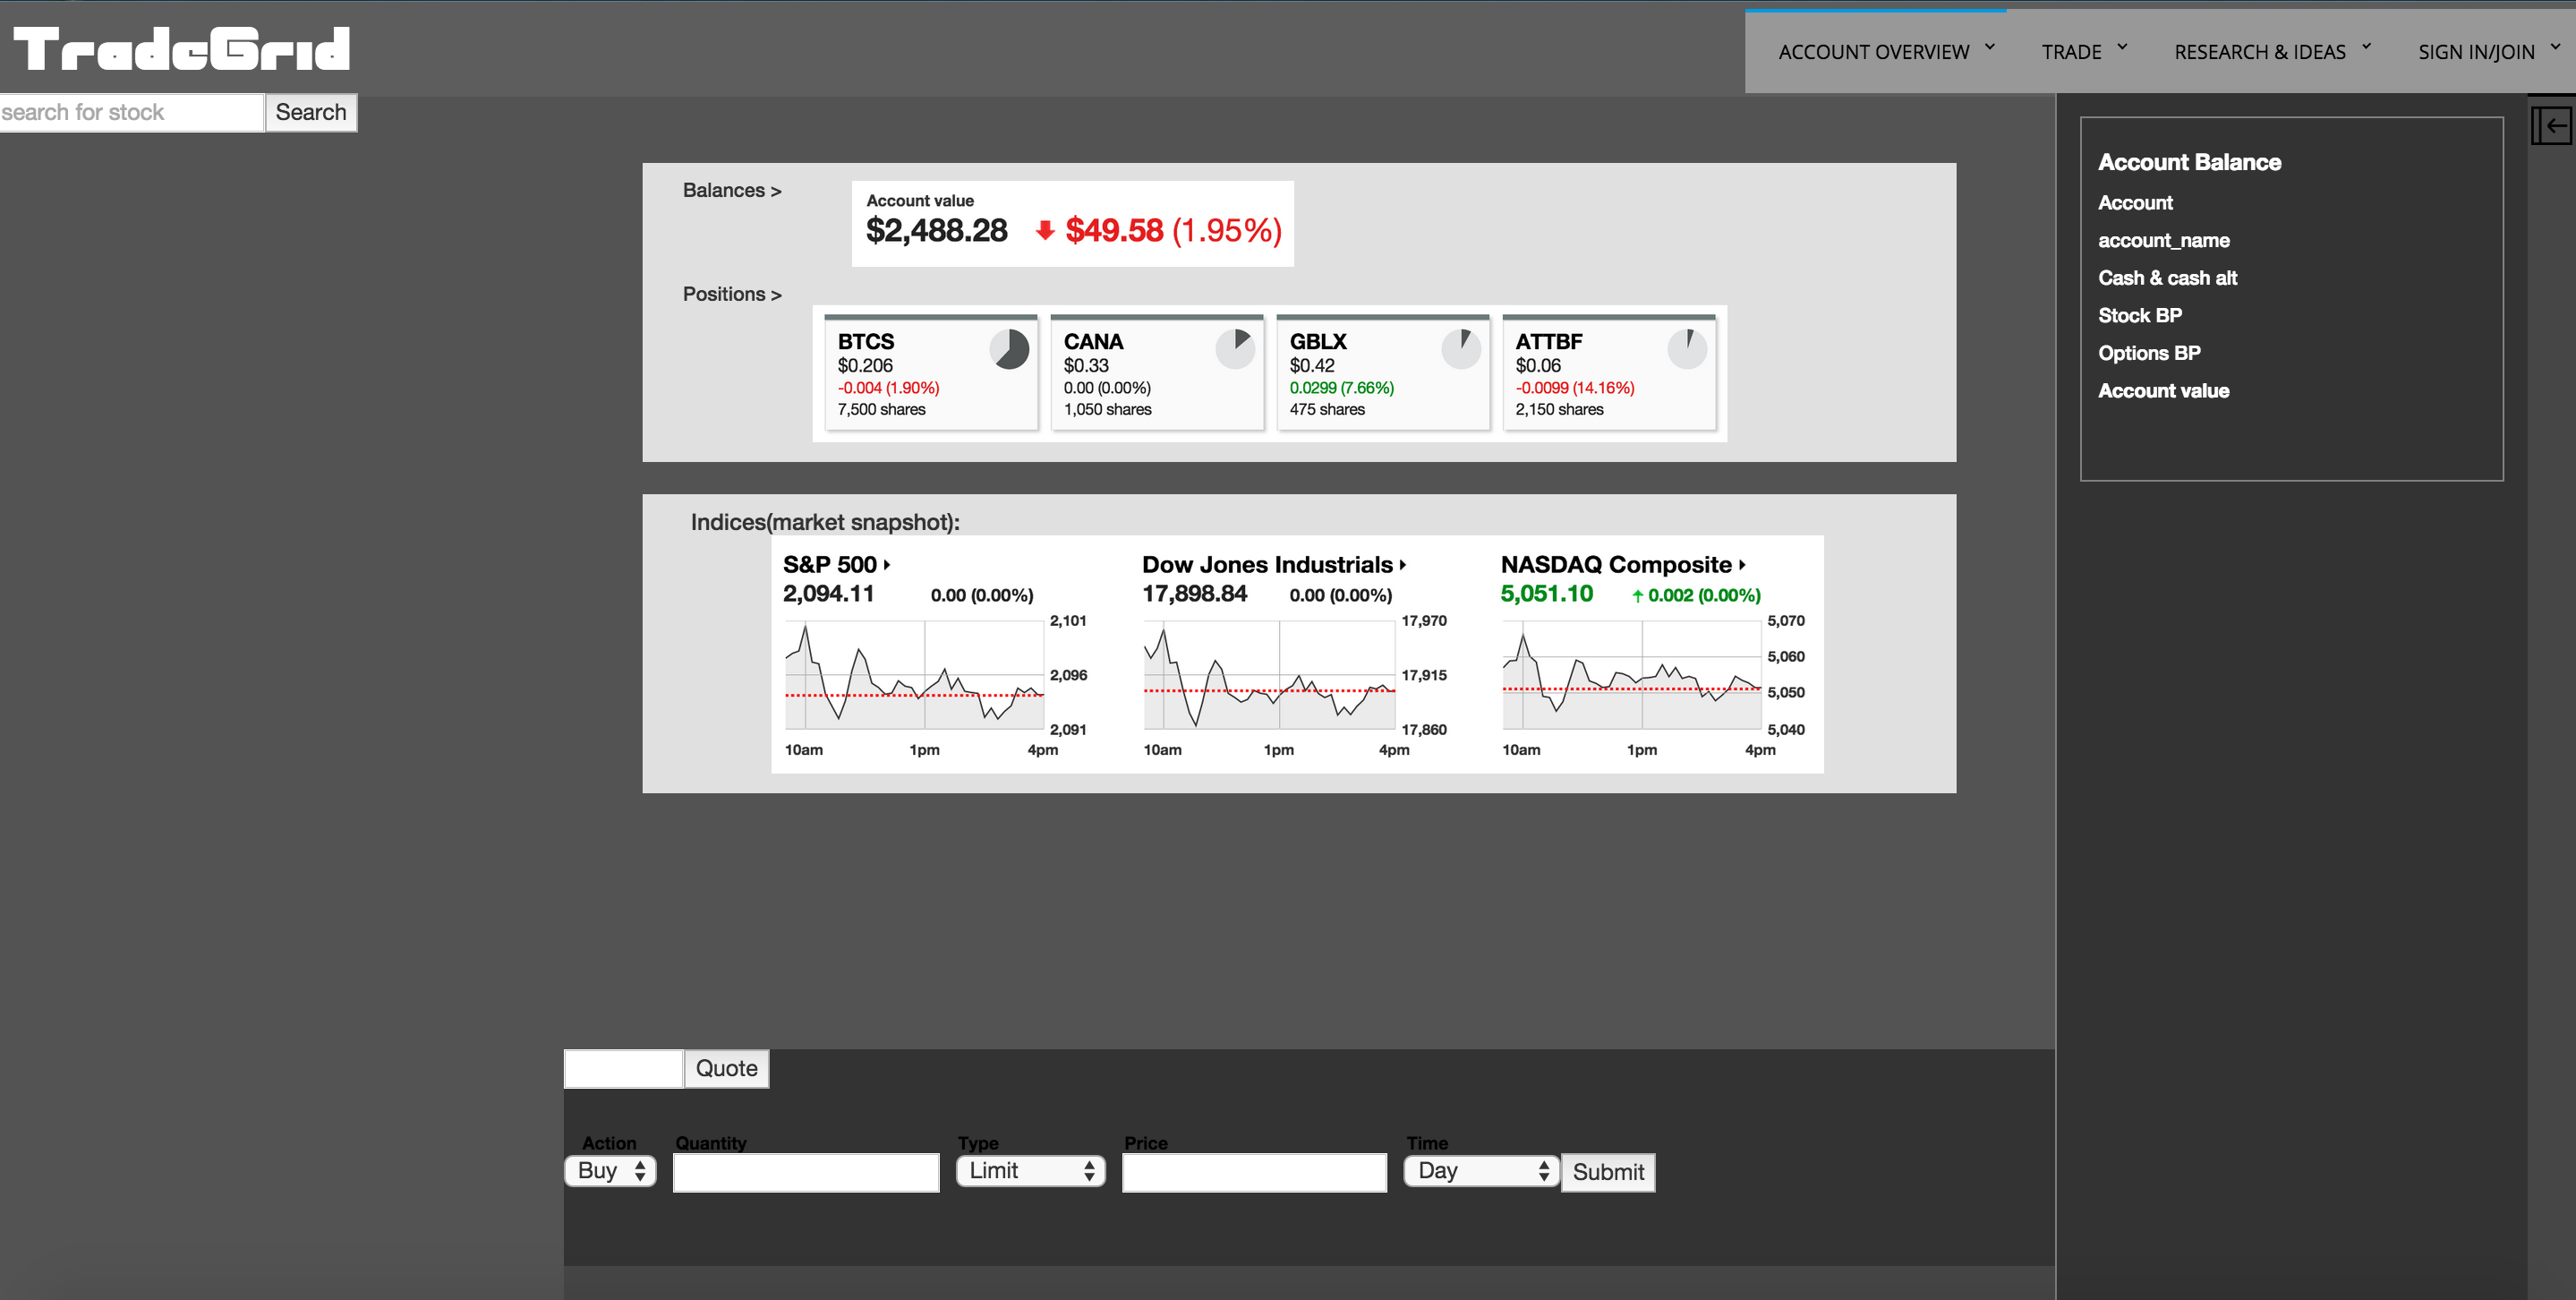 TradeGrid
ACCOUNT OVERVIEW
TRADE
RESEARCH & IDEAS
SIGN IN/JOIN
search for stock
Search
Balances >
Account value
$2,488.28 $49.58 (1.95%)
Positions >
BTCS
$0.206
-0.004 (1.90%)
7,500 shares
CANA
$0.33
0.00 (0.00%)
1,050 shares
GBLX
$0.42
0.0299 (7.66%)
475 shares
ATTBF
$0.06
-0.0099 (14.16%)
2,150 shares
Indices(market snapshot):
S&P 500
2,094.11 0.00 (0.00%)
2,101
2,096
2,091
10am 1pm 4pm
Dow Jones Industrials
17,898.84 0.00 (0.00%)
17,970
17,915
17,860
10am 1pm 4pm
NASDAQ Composite
5,051.10 0.002 (0.00%)
5,070
5,060
5,050
5,040
10am 1pm 4pm
Account Balance
Account
account_name
Cash & cash alt
Stock BP
Options BP
Account value
Quote
Action Quantity Type Price Time
Buy Limit Day Submit